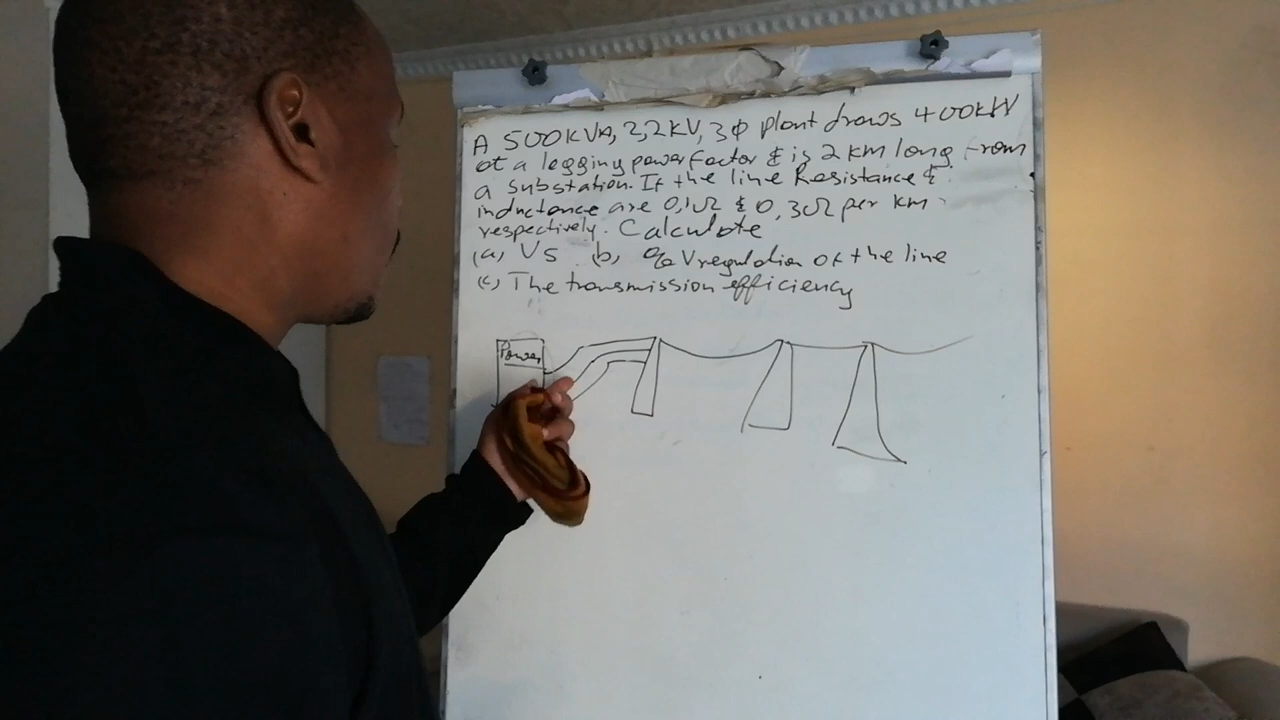 A 500KVA, 2,2KV, 3Φ plant draws 400KW
at a lagging power factor & is 2KM long from
a substation. If the line Resistance &
inductance are 0,1Ω & 0,3Ω per km
respectively. Calculate
(a) Vs (b) % Vregulation of the line
(c) The transmission efficiency
Power